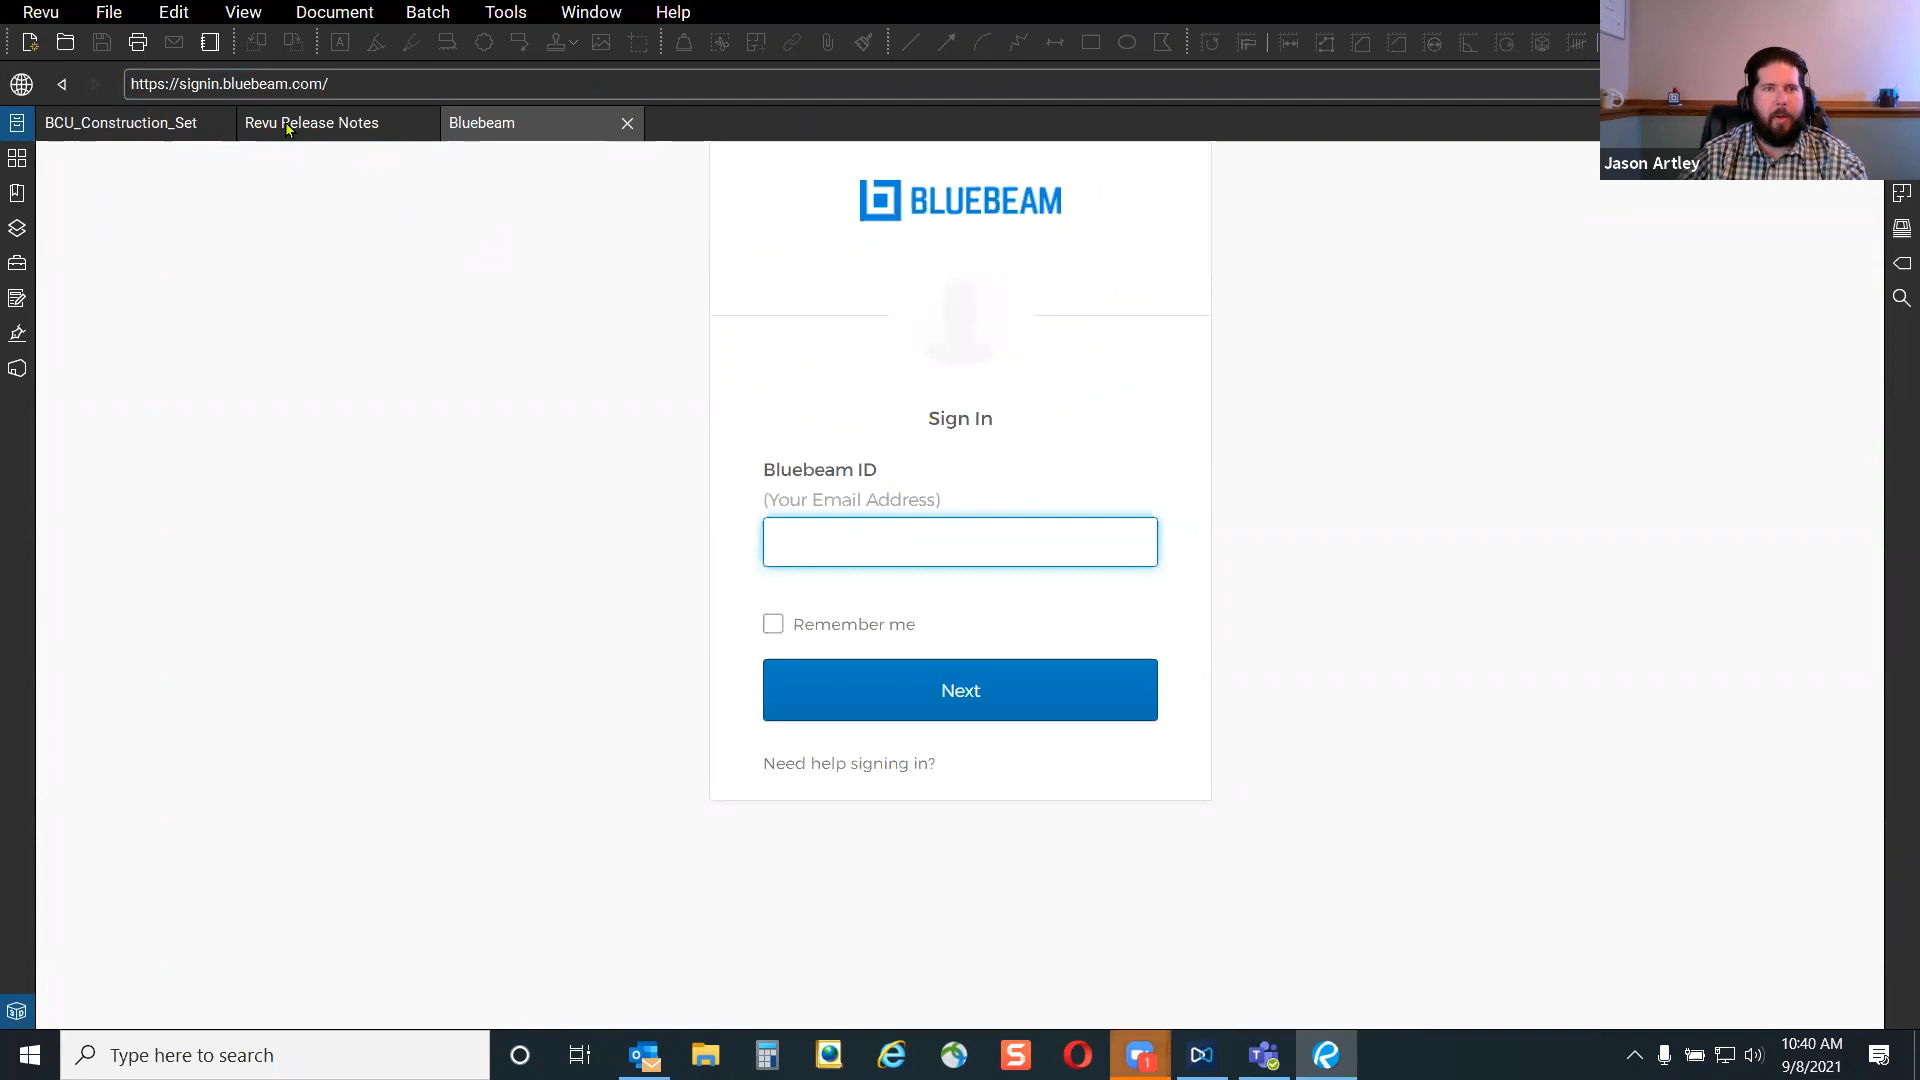 Revu File Edit View Document Batch Tools Window Help
https://signin.bluebeam.com/
BCU_Construction_Set Revu Release Notes Bluebeam
Jason Artley
BLUEBEAM
Sign In
Bluebeam ID
(Your Email Address)
Remember me
Next
Need help signing in?
Type here to search
10:40 AM
9/8/2021